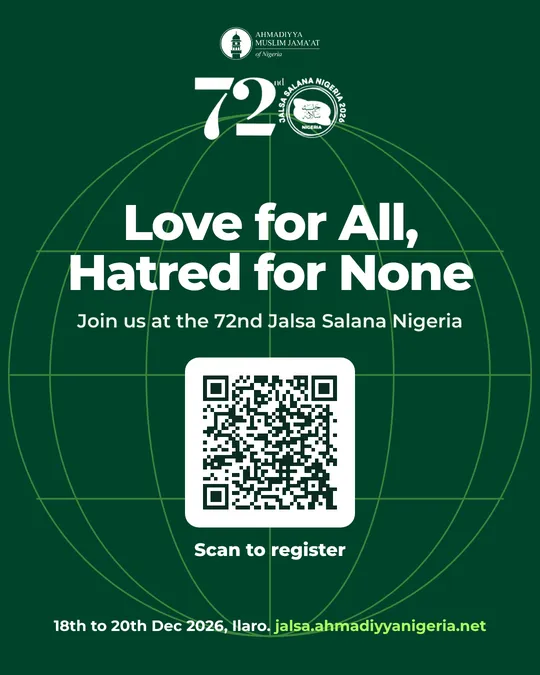 AHMADIYYA
MUSLIM JAMA'AT
of Nigeria
72nd
JALSA SALANA NIGERIA 2026
NIGERIA
Love for All,
Hatred for None
Join us at the 72nd Jalsa Salana Nigeria
Scan to register
18th to 20th Dec 2026, Ilaro. jalsa.ahmadiyyanigeria.net